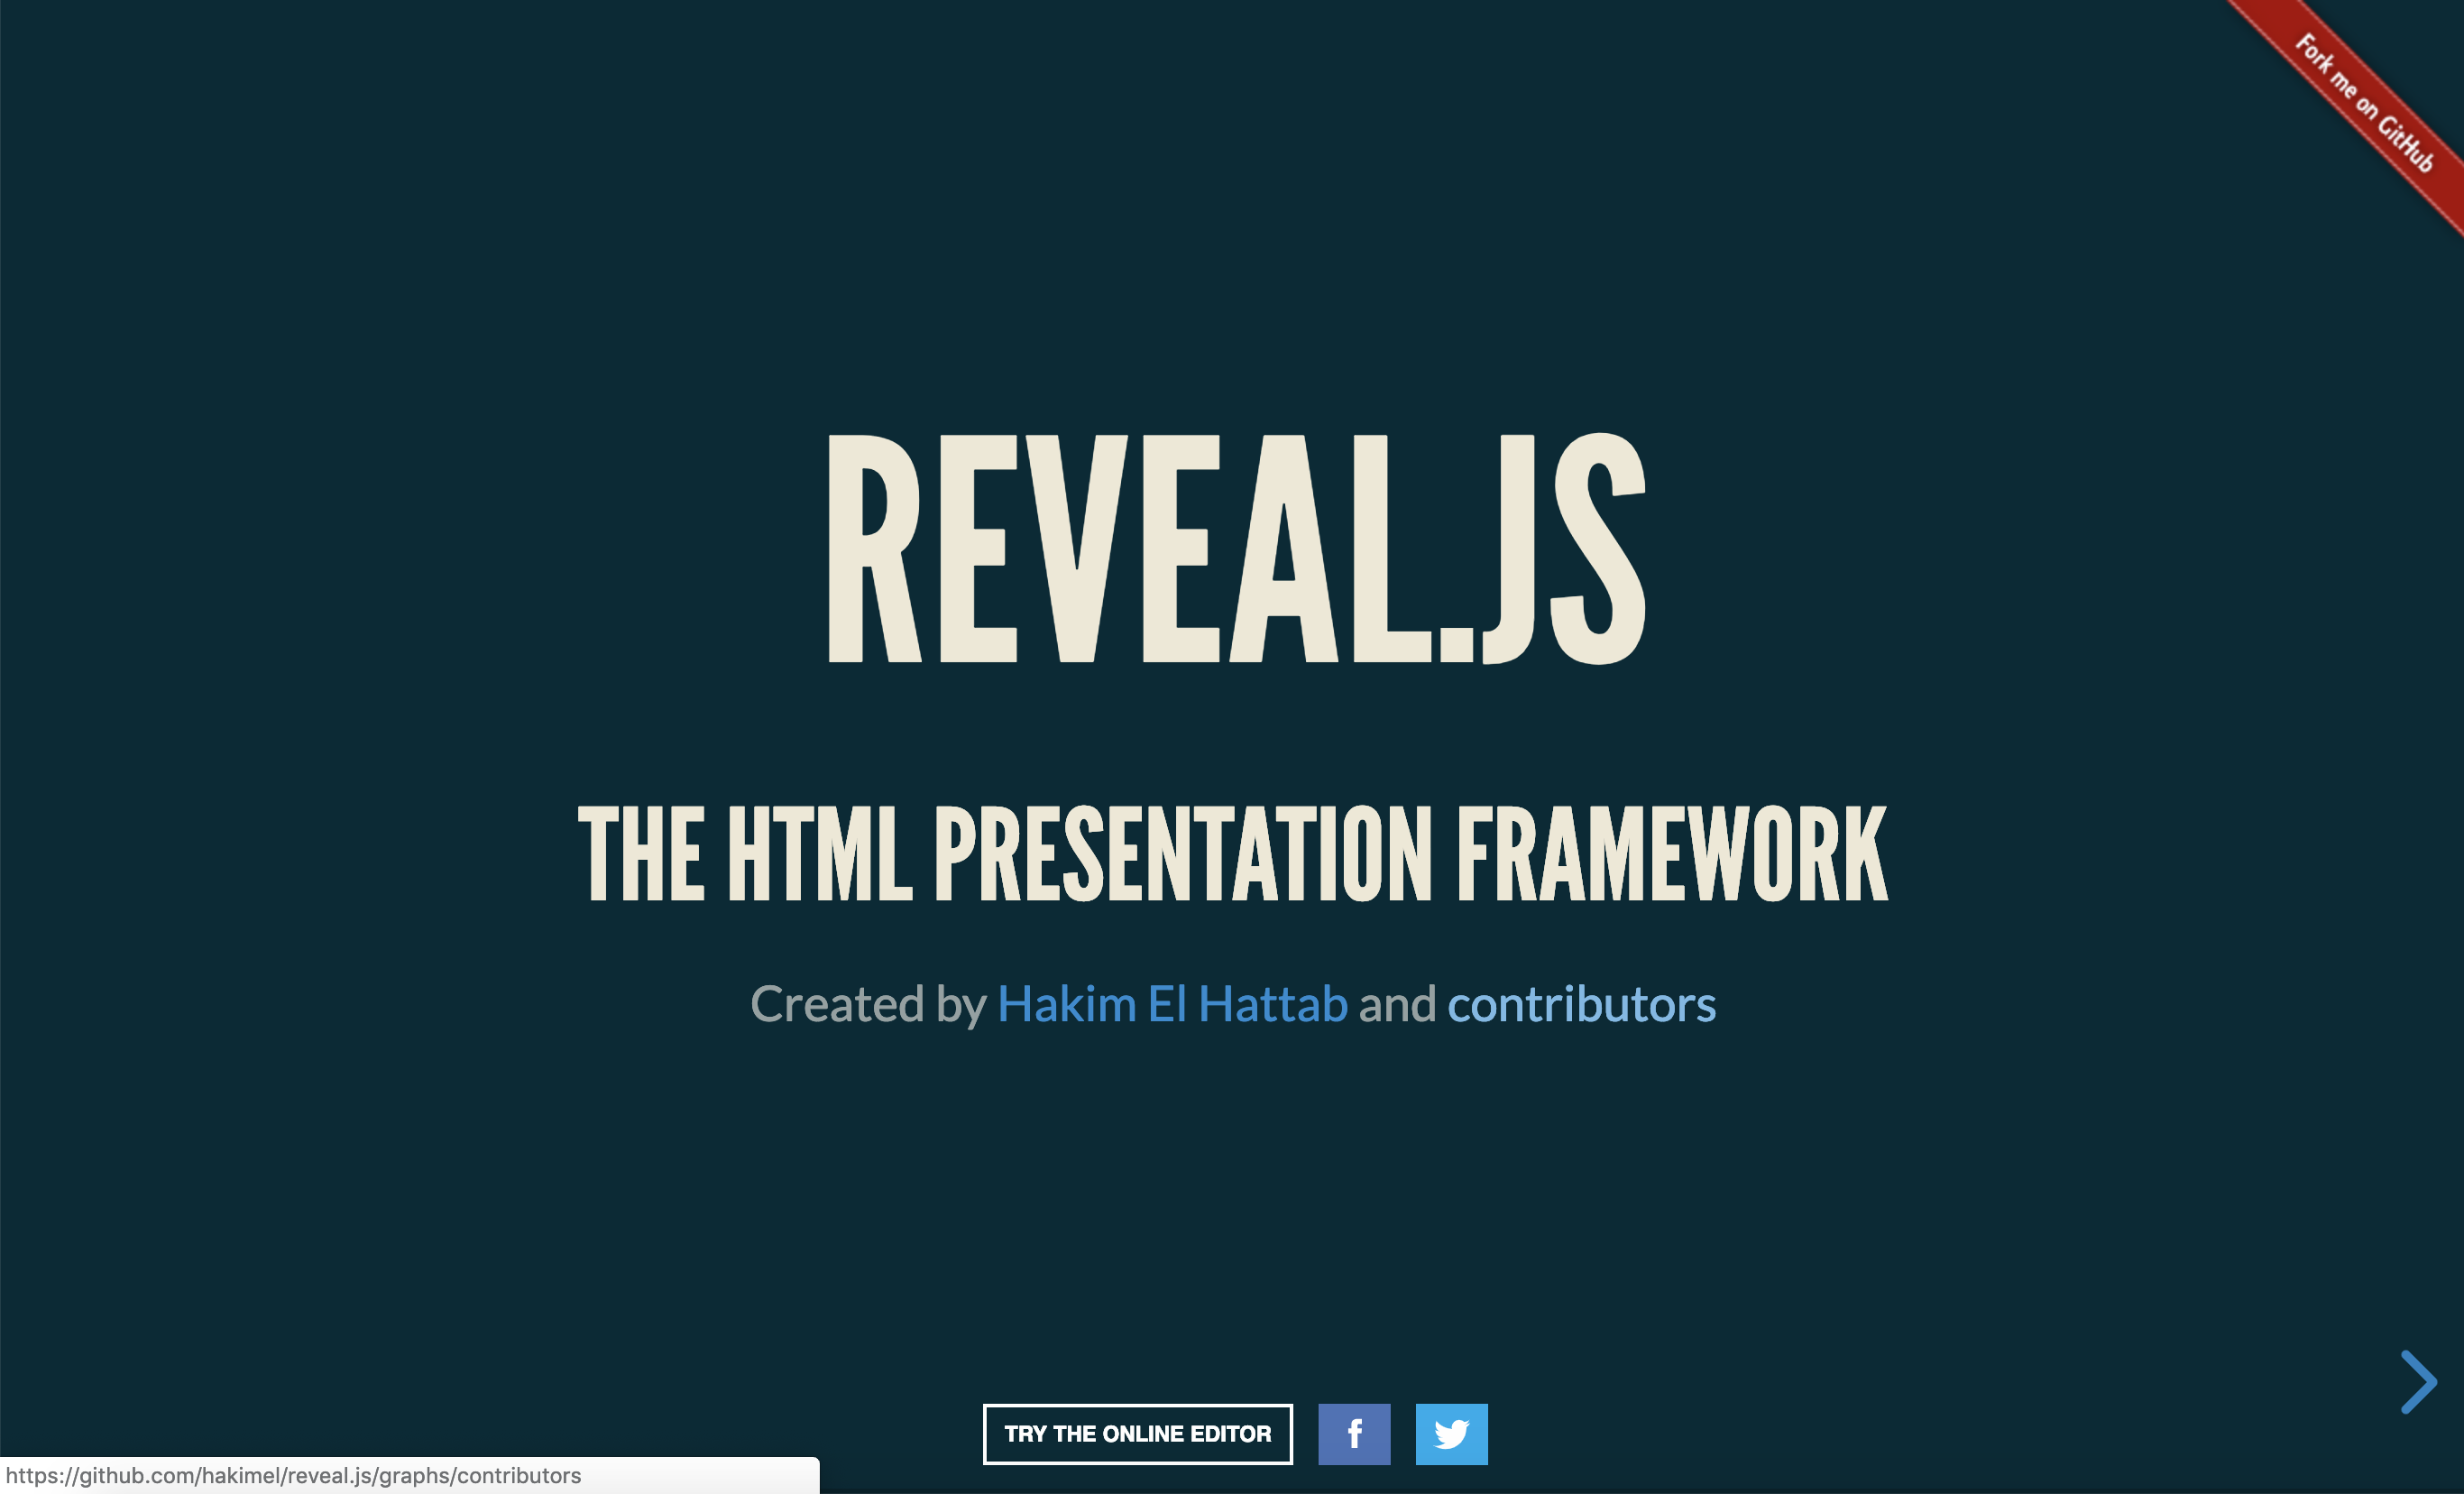 Fork me on GitHub
REVEAL.JS
THE HTML PRESENTATION FRAMEWORK
Created by Hakim El Hattab and contributors
TRY THE ONLINE EDITOR
https://github.com/hakimel/reveal.js/graphs/contributors